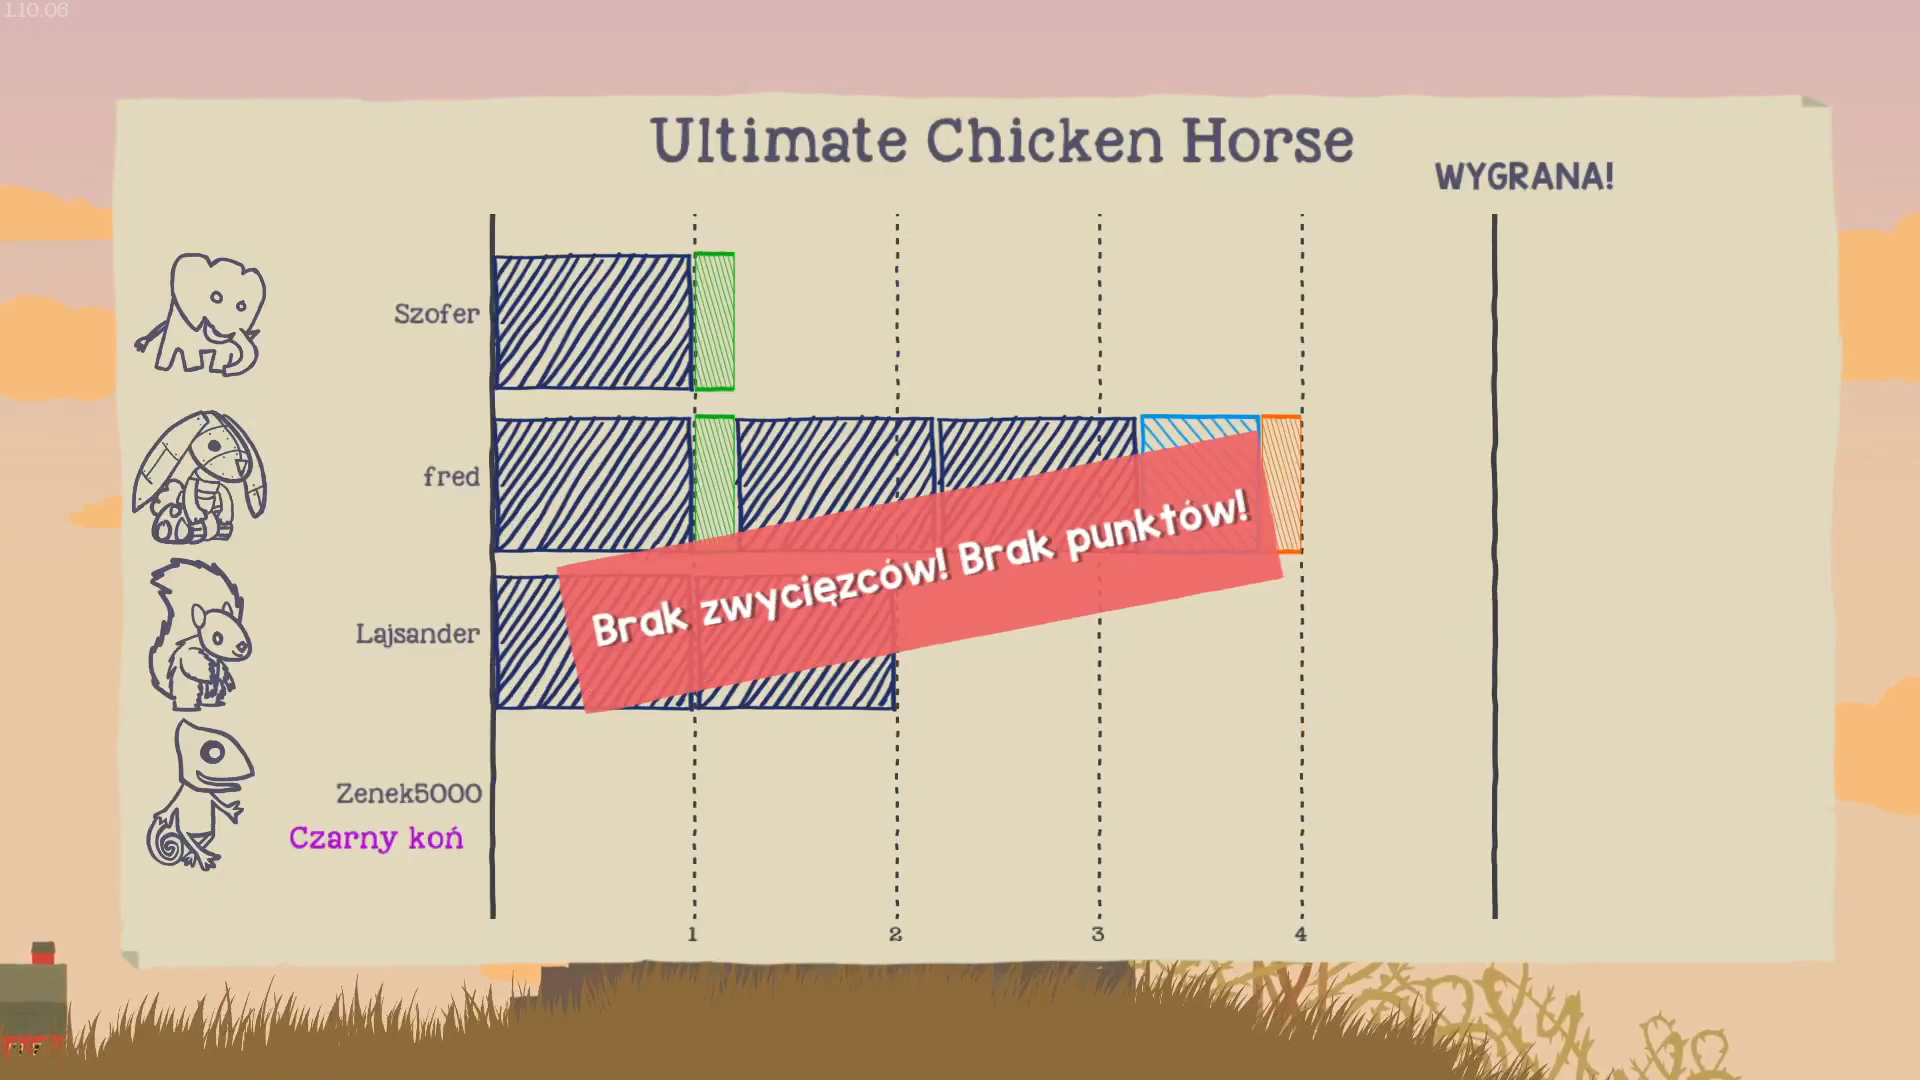 1.10.06
Ultimate Chicken Horse
WYGRANA!
Szofer
fred
Brak zwycięzców! Brak punktów!
Lajsander
Zenek5000
Czarny koń
1 2 3 4